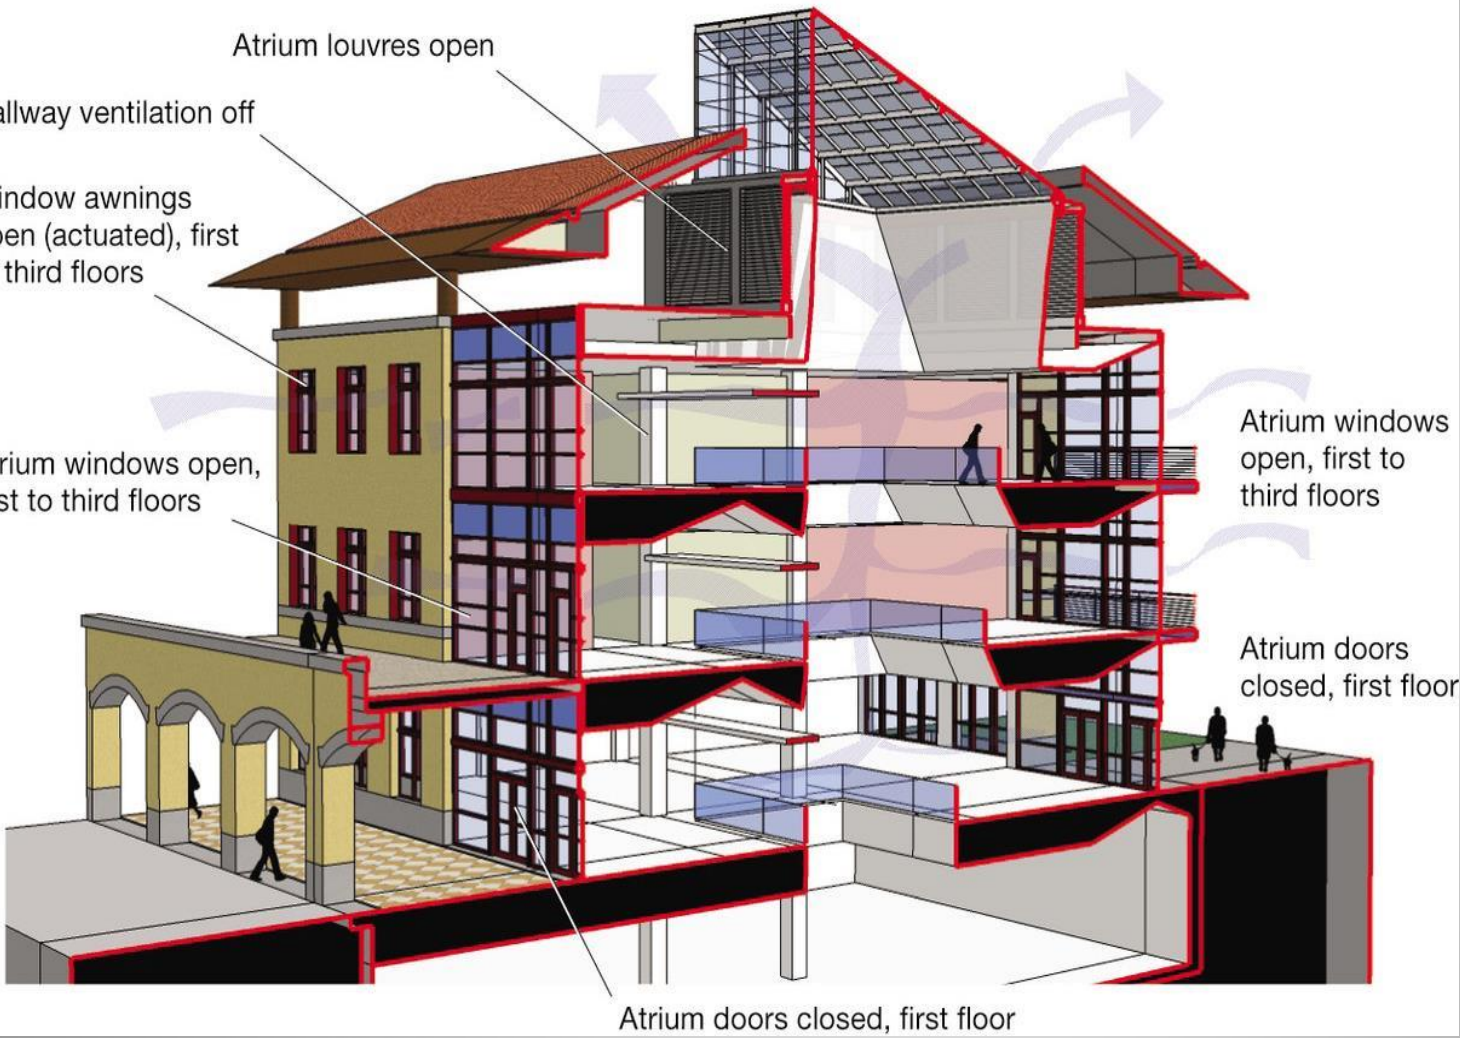 Atrium louvres open
allway ventilation off
indow awnings
pen (actuated), first
third floors
rium windows open,
st to third floors
Atrium windows
open, first to
third floors
Atrium doors
closed, first floor
Atrium doors closed, first floor